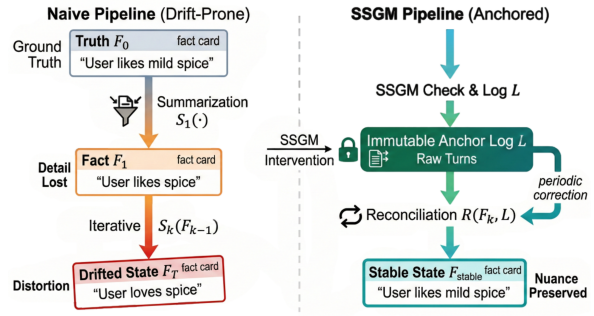 Naive Pipeline (Drift-Prone)
Ground
Truth
Truth F₀ fact card
“User likes mild spice”
Summarization
S₁(·)
Detail
Lost
Fact F₁ fact card
“User likes spice”
Iterative Sₖ(Fₖ₋₁)
Distortion
Drifted State F_T fact card
“User loves spice”
SSGM
Intervention
SSGM Pipeline (Anchored)
SSGM Check & Log L
Immutable Anchor Log L
Raw Turns
periodic
correction
Reconciliation R(Fₖ, L)
Stable State F_stable fact card
“User likes mild spice”
Nuance
Preserved